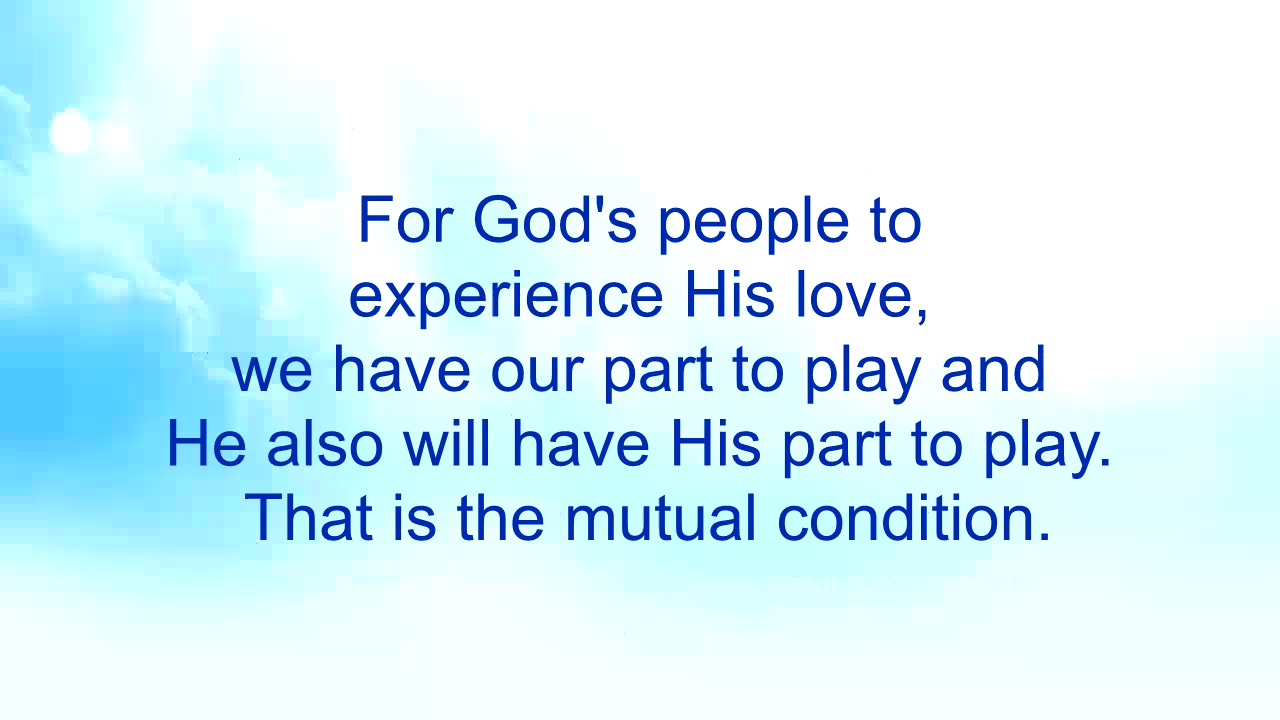 For God's people to
experience His love,
we have our part to play and
He also will have His part to play.
That is the mutual condition.